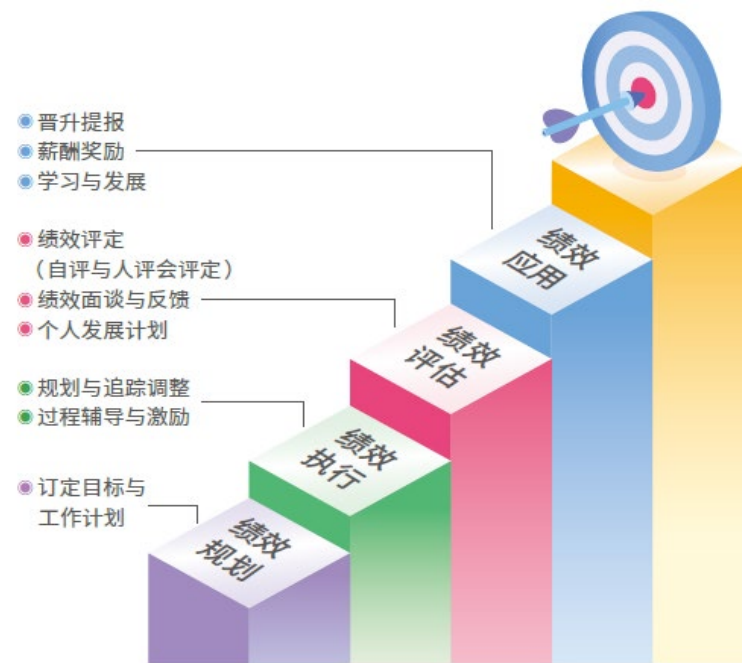 晋升提报
薪酬奖励
学习与发展
绩效评定
（自评与人评会评定）
绩效面谈与反馈
个人发展计划
规划与追踪调整
过程辅导与激励
订定目标与
工作计划
绩效
应用
绩效
评估
绩效
执行
绩效
规划